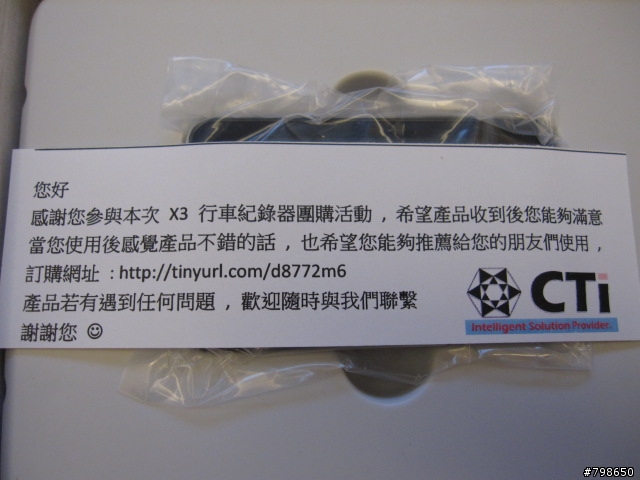 您好
感謝您參與本次 X3 行車紀錄器團購活動，希望產品收到後您能夠滿意
當您使用後感覺產品不錯的話，也希望您能夠推薦給您的朋友們使用，
訂購網址：http://tinyurl.com/d8772m6
產品若有遇到任何問題，歡迎隨時與我們聯繫
謝謝您 ☺
CTi
Intelligent Solution Provider.
#798650